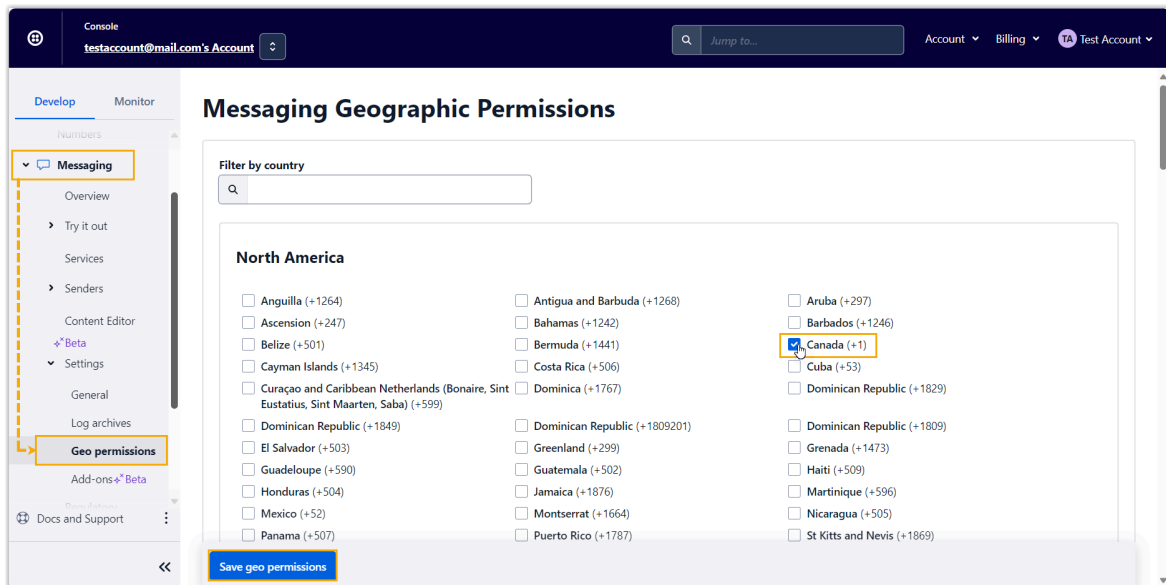 Console
testaccount@mail.com's Account
Jump to...
Account
Billing
TA Test Account
Develop
Monitor
Numbers
Messaging
Overview
Try it out
Services
Senders
Content Editor
Beta
Settings
General
Log archives
Geo permissions
Add-ons Beta
Regulatory
Docs and Support
Messaging Geographic Permissions
Filter by country
North America
Anguilla (+1264)
Antigua and Barbuda (+1268)
Aruba (+297)
Ascension (+247)
Bahamas (+1242)
Barbados (+1246)
Belize (+501)
Bermuda (+1441)
Canada (+1)
Cayman Islands (+1345)
Costa Rica (+506)
Cuba (+53)
Curaçao and Caribbean Netherlands (Bonaire, Sint
Eustatius, Sint Maarten, Saba) (+599)
Dominica (+1767)
Dominican Republic (+1829)
Dominican Republic (+1849)
Dominican Republic (+1809201)
Dominican Republic (+1809)
El Salvador (+503)
Greenland (+299)
Grenada (+1473)
Guadeloupe (+590)
Guatemala (+502)
Haiti (+509)
Honduras (+504)
Jamaica (+1876)
Martinique (+596)
Mexico (+52)
Montserrat (+1664)
Nicaragua (+505)
Panama (+507)
Puerto Rico (+1787)
St Kitts and Nevis (+1869)
Save geo permissions